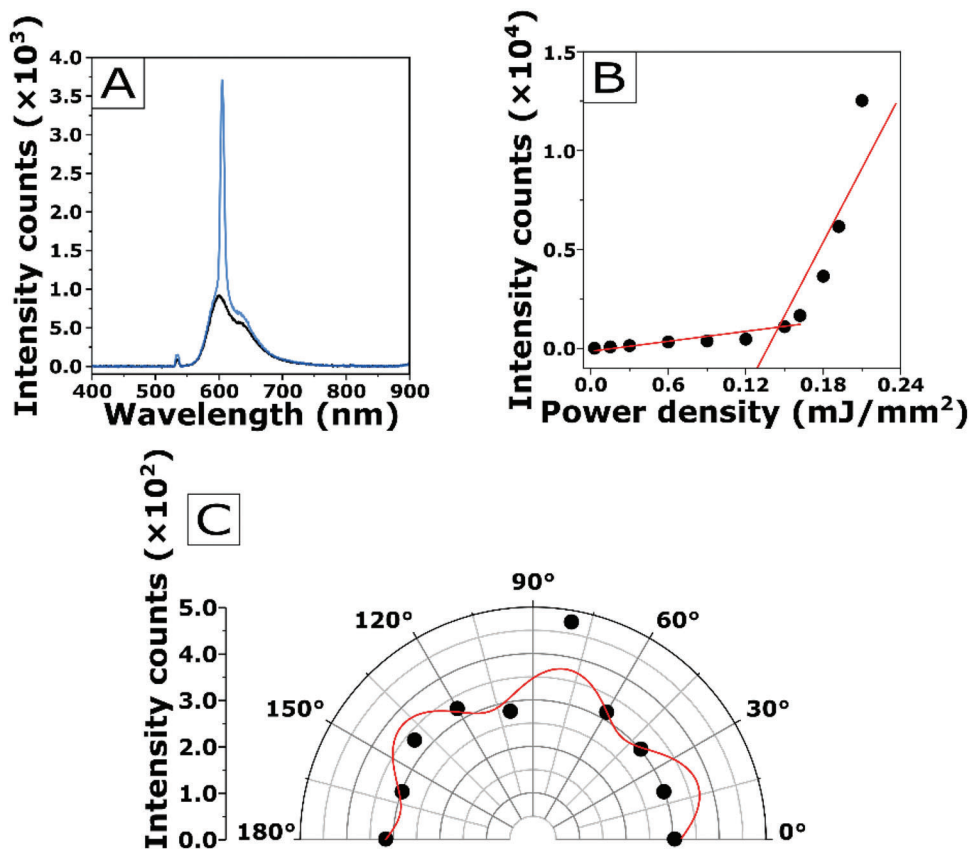 A
Intensity counts (×10³)
4.0
3.5
3.0
2.5
2.0
1.5
1.0
5.0
0.0
400 500 600 700 800 900
Wavelength (nm)
B
Intensity counts (×10⁴)
1.5
1.0
0.5
0.0
0.0 0.6 0.12 0.18 0.24
Power density (mJ/mm²)
C
Intensity counts (×10²)
5.0
4.0
3.0
2.0
1.0
0.0
90°
120° 60°
150° 30°
180° 0°